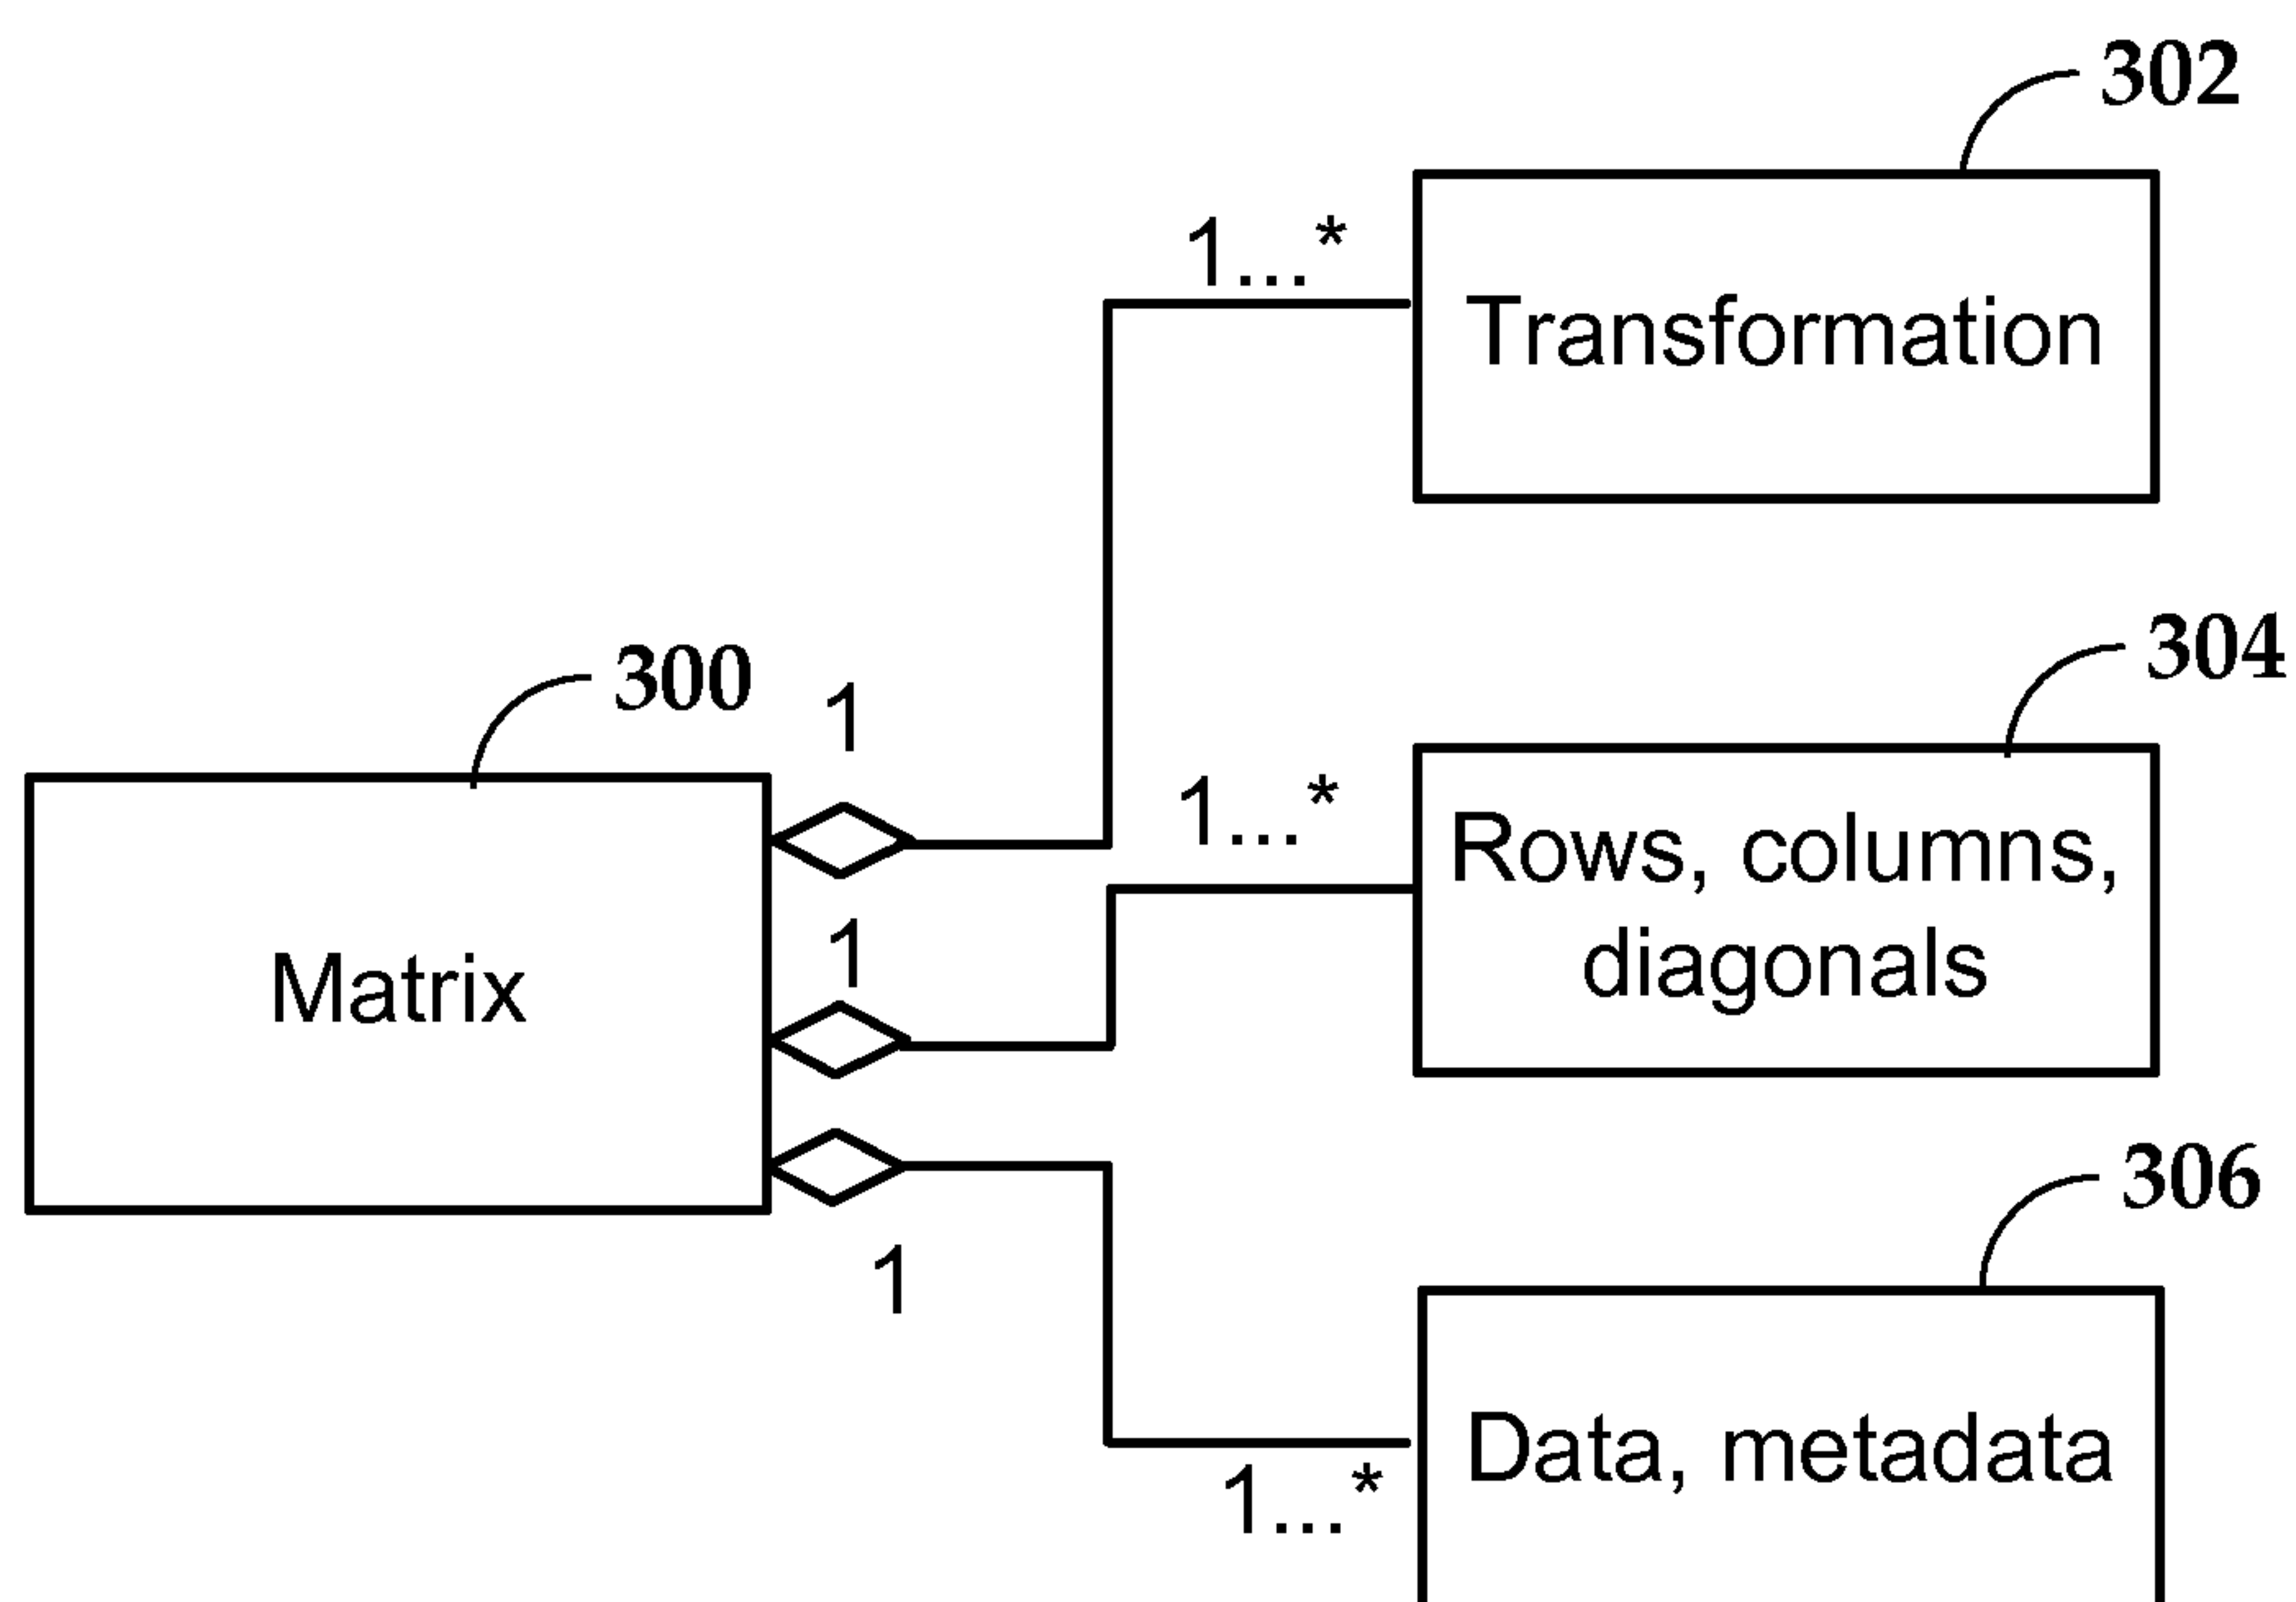 302
1...*
Transformation
304
300
1
1...*
Rows, columns,
diagonals
1
Matrix
306
1
Data, metadata
1...*